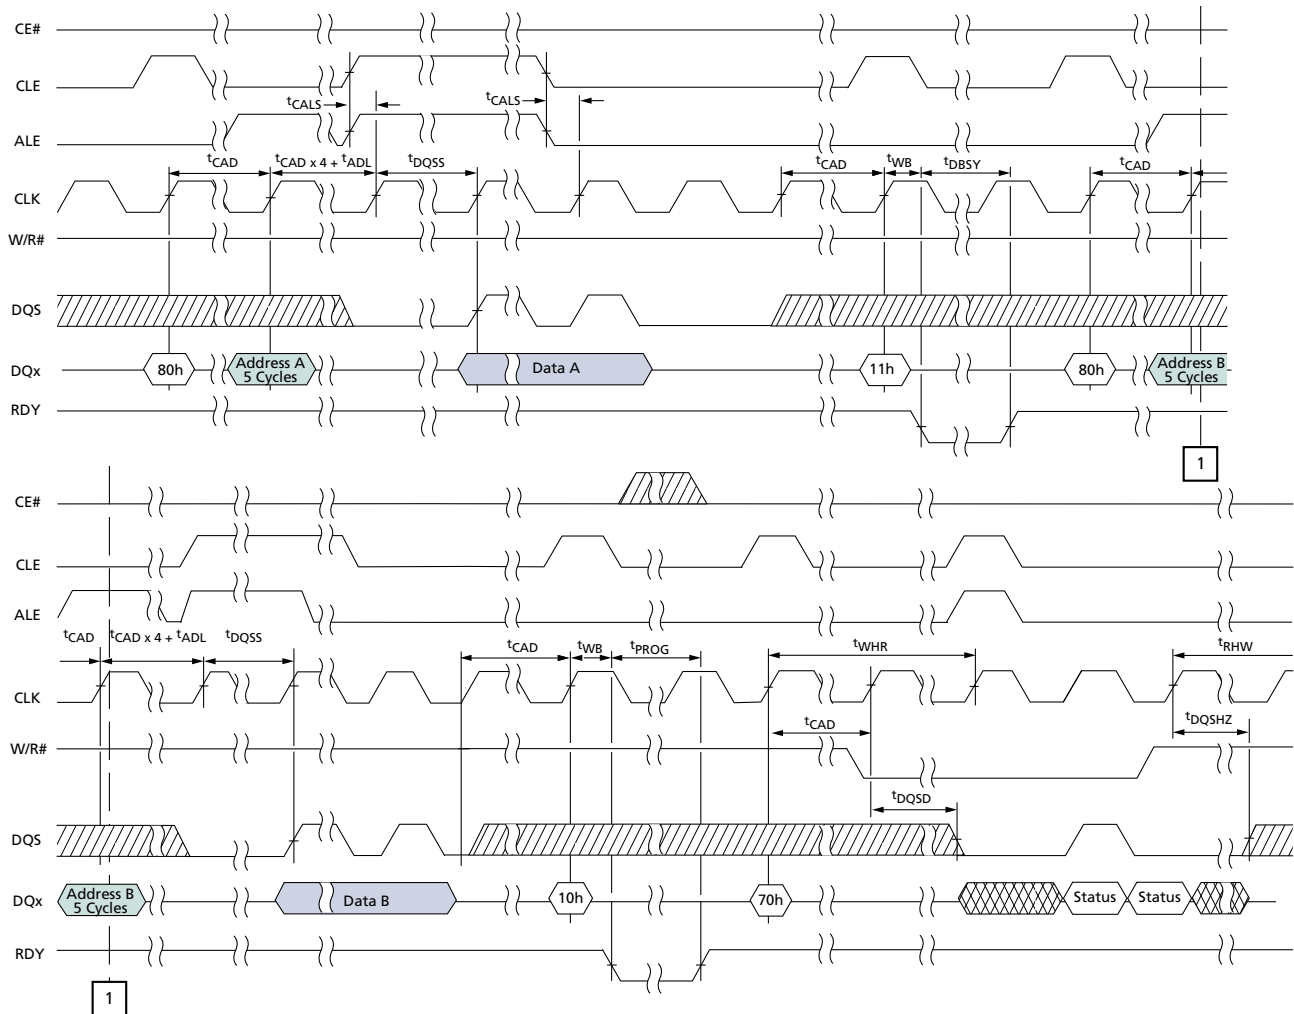 CE#
CLE
tCALS
tCALS
ALE
tCAD
tCAD x 4 + tADL
tDQSS
tCAD
tWB
tDBSY
tCAD
CLK
W/R#
DQS
DQx
80h
Address A
5 Cycles
Data A
11h
80h
Address B
5 Cycles
RDY
1
CE#
CLE
ALE
tCAD
tCAD x 4 + tADL
tDQSS
tCAD
tWB
tPROG
tWHR
tRHW
CLK
tCAD
tDQSHZ
W/R#
tDQSD
DQS
DQx
Address B
5 Cycles
Data B
10h
70h
Status
Status
RDY
1